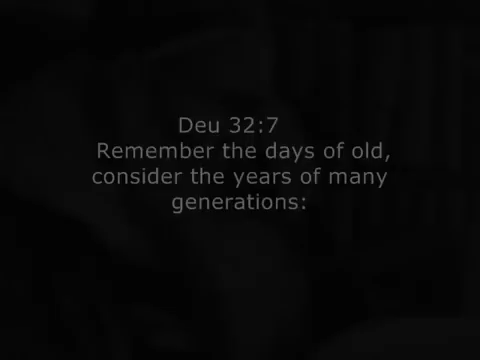 Deu 32:7
Remember the days of old,
consider the years of many
generations: